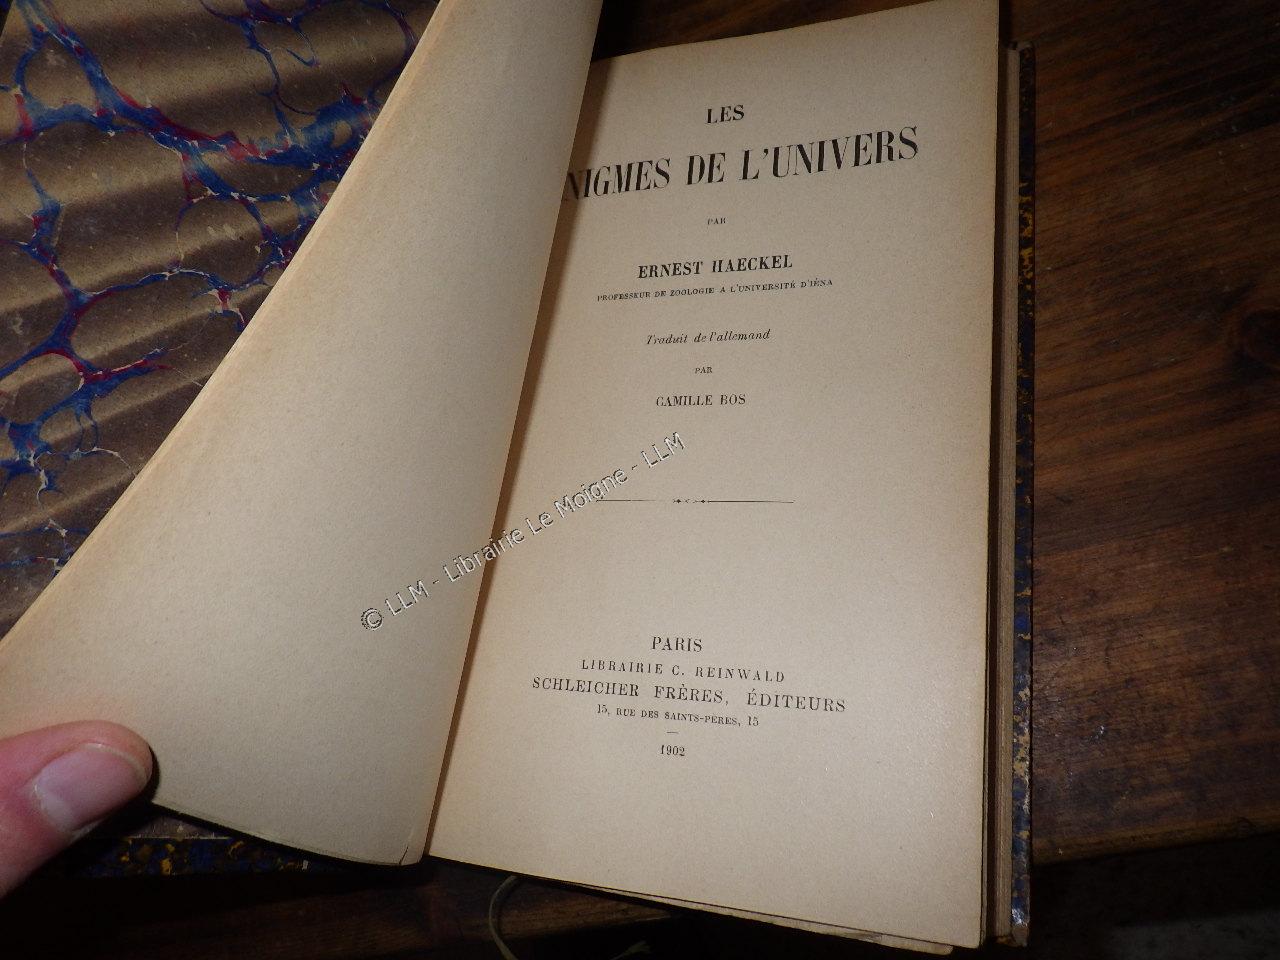 LES
NIGMES DE L'UNIVERS
PAR
ERNEST HAECKEL
PROFESSEUR DE ZOOLOGIE A L'UNIVERSITÉ D'IÉNA
Traduit de l'allemand
PAR
CAMILLE BOS
© LLM - Librairie Le Moigne - LLM
PARIS
LIBRAIRIE C. REINWALD
SCHLEICHER FRÈRES, ÉDITEURS
15, RUE DES SAINTS-PÈRES, 15
1902